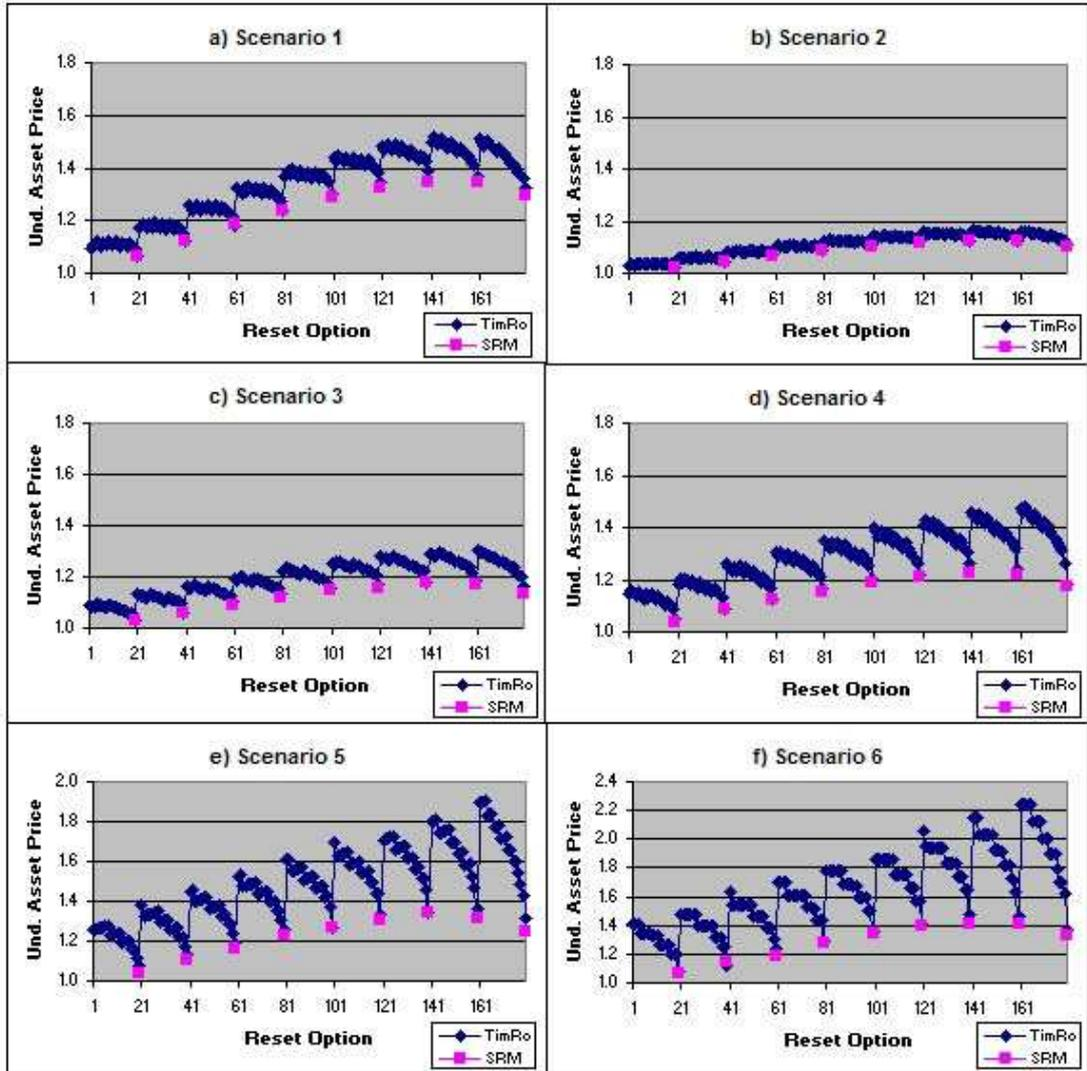 a) Scenario 1
Und. Asset Price
1.8
1.6
1.4
1.2
1.0
1 21 41 61 81 101 121 141 161
Reset Option
TimRo
SRM
b) Scenario 2
Und. Asset Price
1.8
1.6
1.4
1.2
1.0
1 21 41 61 81 101 121 141 161
Reset Option
TimRo
SRM
c) Scenario 3
Und. Asset Price
1.8
1.6
1.4
1.2
1.0
1 21 41 61 81 101 121 141 161
Reset Option
TimRo
SRM
d) Scenario 4
Und. Asset Price
1.8
1.6
1.4
1.2
1.0
1 21 41 61 81 101 121 141 161
Reset Option
TimRo
SRM
e) Scenario 5
Und. Asset Price
2.0
1.8
1.6
1.4
1.2
1.0
1 21 41 61 81 101 121 141 161
Reset Option
TimRo
SRM
f) Scenario 6
Und. Asset Price
2.4
2.2
2.0
1.8
1.6
1.4
1.2
1.0
1 21 41 61 81 101 121 141 161
Reset Option
TimRo
SRM